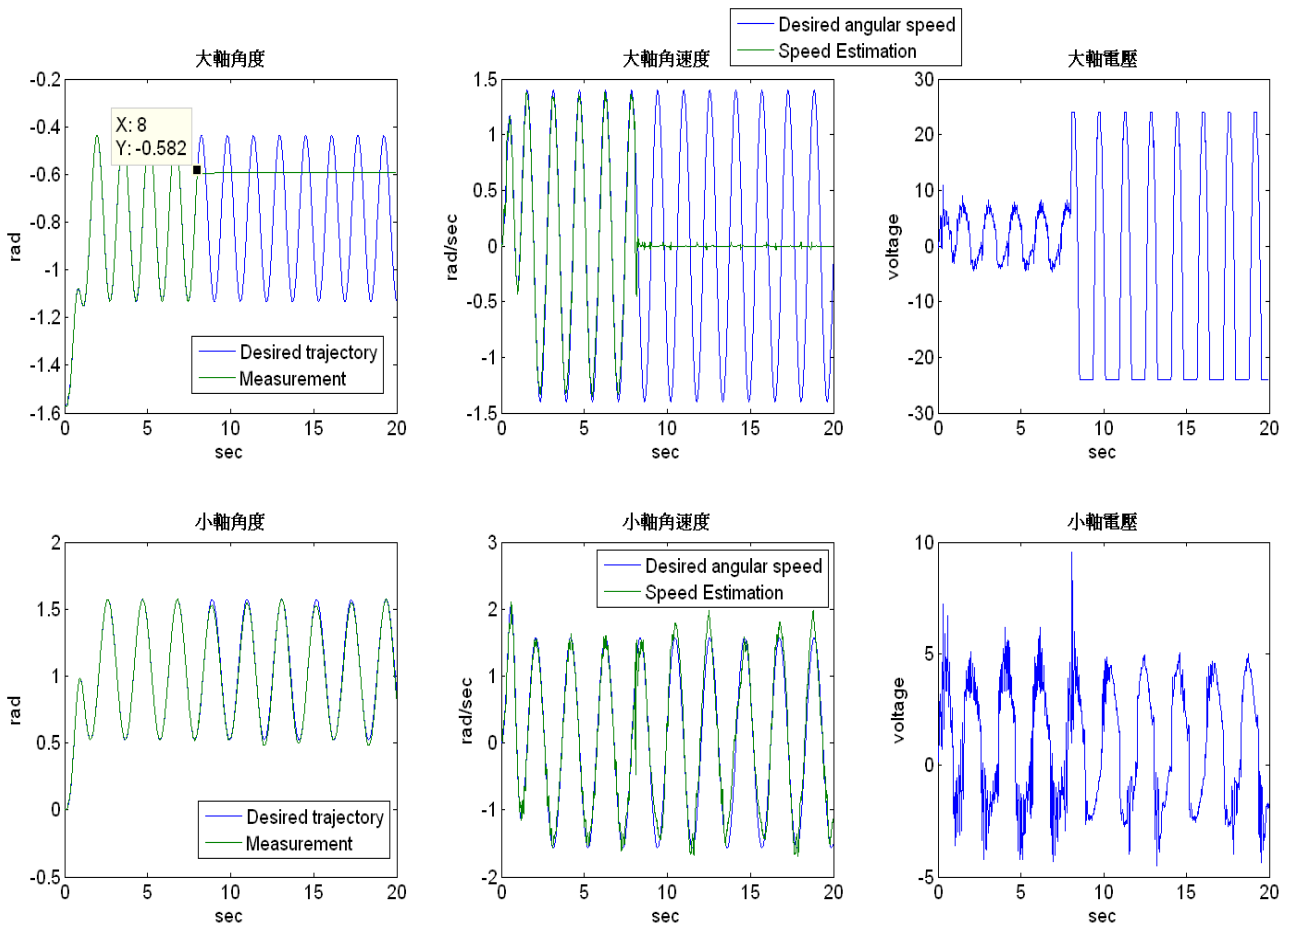 Desired angular speed
Speed Estimation
大軸角度
大軸角速度
大軸電壓
-0.2
-0.4
-0.6
-0.8
-1
-1.2
-1.4
-1.6
rad
X: 8
Y: -0.582
Desired trajectory
Measurement
0 5 10 15 20
sec
1.5
1
0.5
0
-0.5
-1
-1.5
rad/sec
0 5 10 15 20
sec
30
20
10
0
-10
-20
-30
voltage
0 5 10 15 20
sec
小軸角度
小軸角速度
小軸電壓
2
1.5
1
0.5
0
-0.5
rad
Desired trajectory
Measurement
0 5 10 15 20
sec
3
2
1
0
-1
-2
rad/sec
Desired angular speed
Speed Estimation
0 5 10 15 20
sec
10
5
0
-5
voltage
0 5 10 15 20
sec